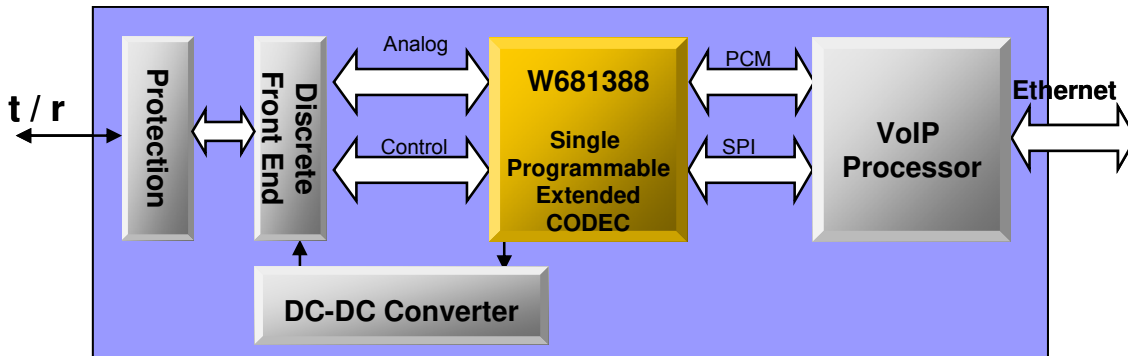 t / r
Protection
Discrete
Front End
Analog
Control
W681388
Single
Programmable
Extended
CODEC
PCM
SPI
VoIP
Processor
Ethernet
DC-DC Converter